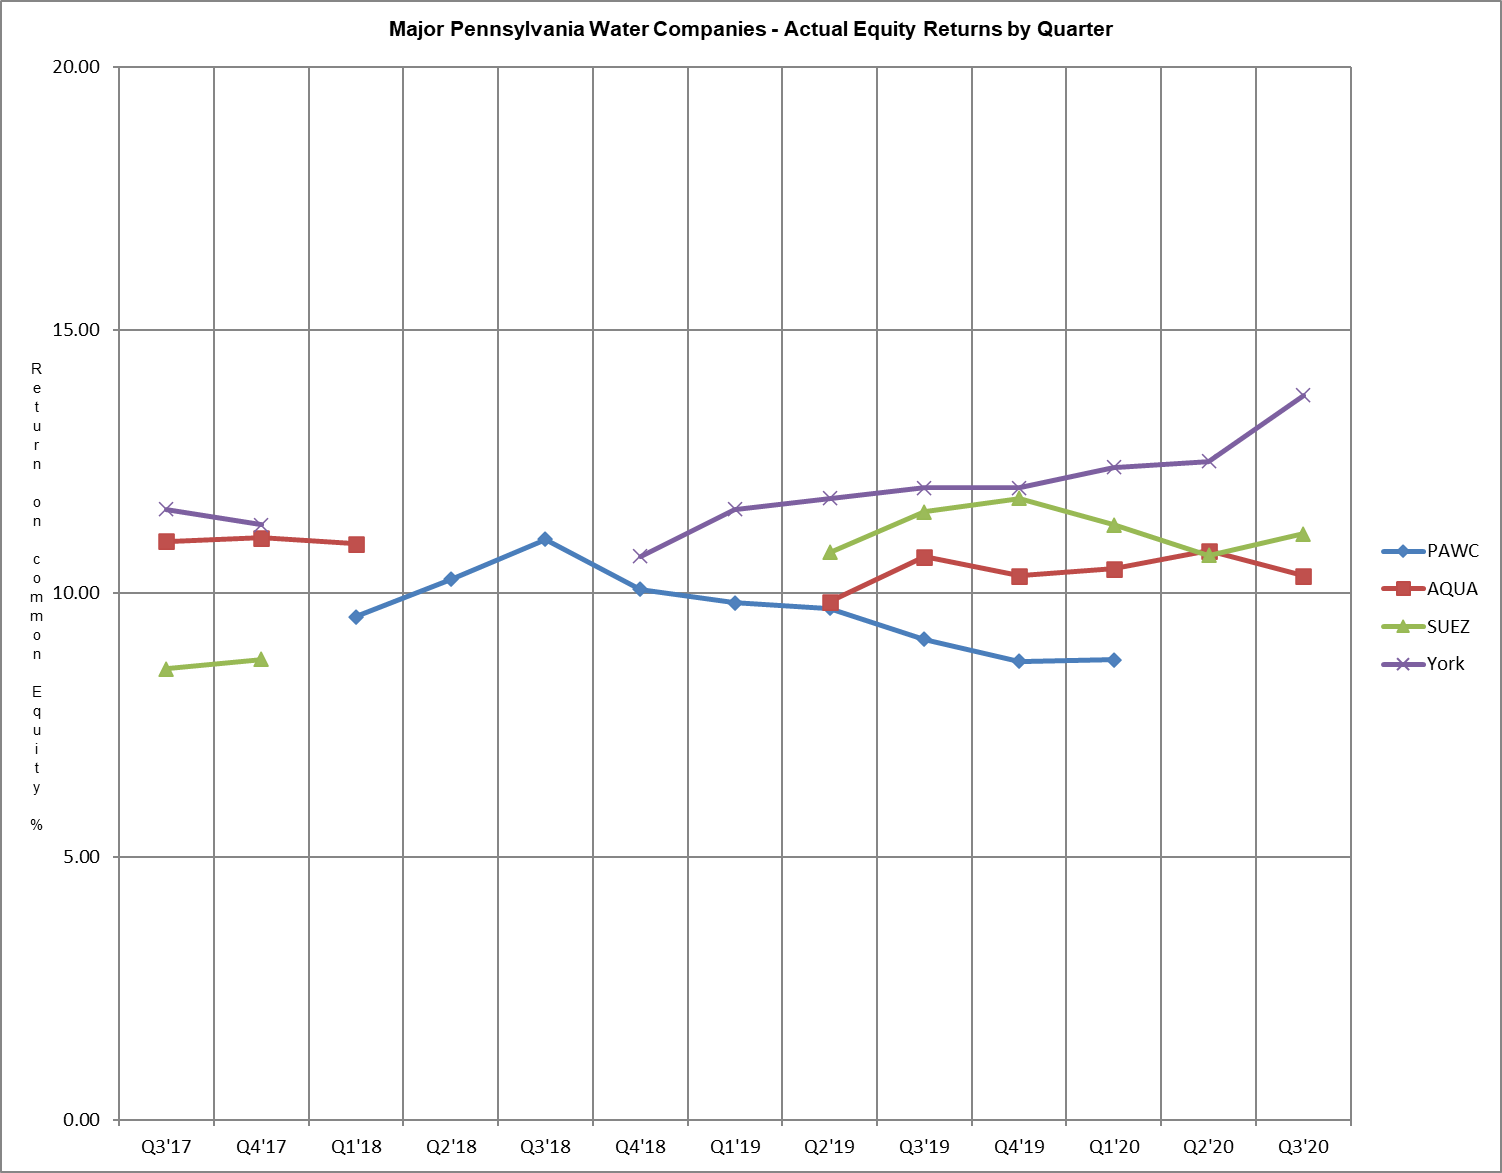 Major Pennsylvania Water Companies - Actual Equity Returns by Quarter
20.00
15.00
10.00
5.00
0.00
Return on common Equity %
Q3'17 Q4'17 Q1'18 Q2'18 Q3'18 Q4'18 Q1'19 Q2'19 Q3'19 Q4'19 Q1'20 Q2'20 Q3'20
PAWC
AQUA
SUEZ
York